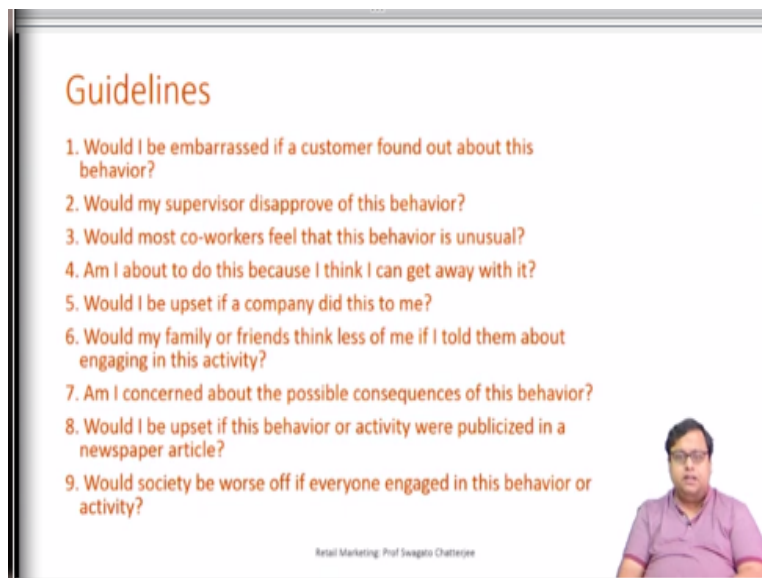 Guidelines
1. Would I be embarrassed if a customer found out about this
behavior?
2. Would my supervisor disapprove of this behavior?
3. Would most co-workers feel that this behavior is unusual?
4. Am I about to do this because I think I can get away with it?
5. Would I be upset if a company did this to me?
6. Would my family or friends think less of me if I told them about
engaging in this activity?
7. Am I concerned about the possible consequences of this behavior?
8. Would I be upset if this behavior or activity were publicized in a
newspaper article?
9. Would society be worse off if everyone engaged in this behavior or
activity?
Retail Marketing: Prof Swagato Chatterjee